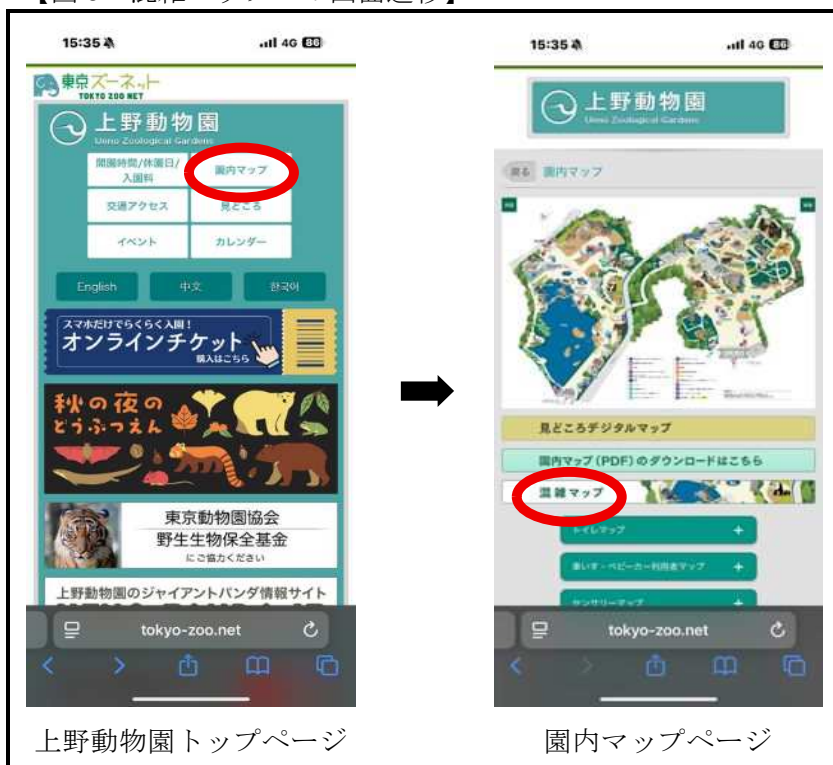 15:35 4G 86
東京ズーネット
TOKYO ZOO NET
上野動物園
Ueno Zoological Gardens
開園時間/休園日/
入園料
園内マップ
交通アクセス
見どころ
イベント
カレンダー
English
中文
한국어
スマホだけでらくらく入園!
オンラインチケット
購入はこちら
秋の夜の
どうぶつえん
東京動物園協会
野生生物保全基金
にご協力ください
上野動物園のジャイアントパンダ情報サイト
tokyo-zoo.net
上野動物園トップページ
15:35 4G 86
上野動物園
Ueno Zoological Gardens
戻る 園内マップ
見どころデジタルマップ
園内マップ(PDF)のダウンロードはこちら
混雑マップ
トイレマップ +
車いす・ベビーカー利用者マップ +
センサリーマップ +
tokyo-zoo.net
園内マップページ